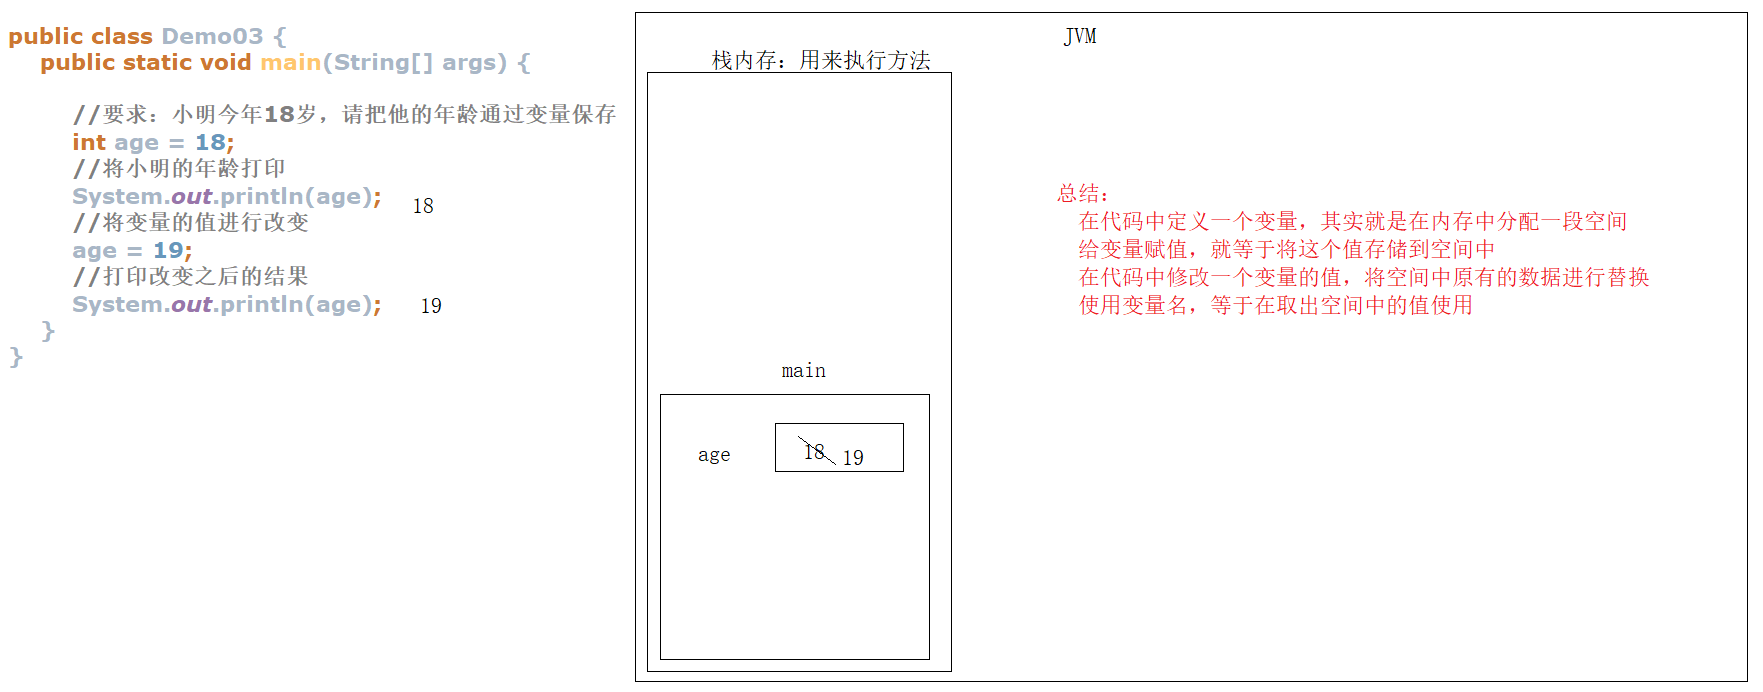 public class Demo03 {
public static void main(String[] args) {
//要求：小明今年18岁，请把他的年龄通过变量保存
int age = 18;
//将小明的年龄打印
System.out.println(age);
18
//将变量的值进行改变
age = 19;
//打印改变之后的结果
System.out.println(age);
19
}
}
JVM
栈内存：用来执行方法
main
age
18
19
总结：
在代码中定义一个变量，其实就是在内存中分配一段空间
给变量赋值，就等于将这个值存储到空间中
在代码中修改一个变量的值，将空间中原有的数据进行替换
使用变量名，等于在取出空间中的值使用